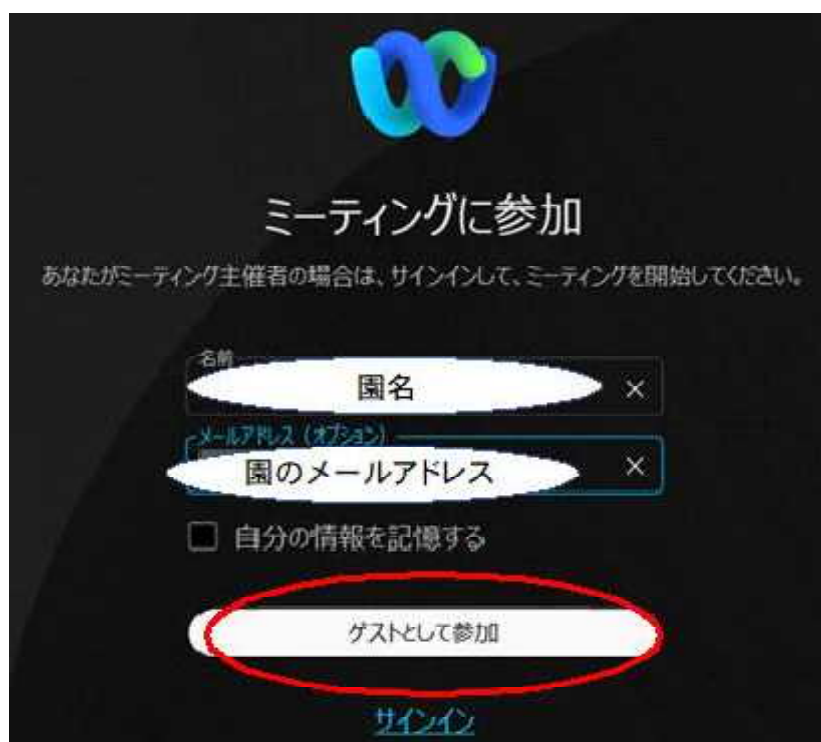 ミーティングに参加
あなたがミーティング主催者の場合は、サインインして、ミーティングを開始してください。
名前
園名
メールアドレス（オプション）
園のメールアドレス
自分の情報を記憶する
ゲストとして参加
サインイン